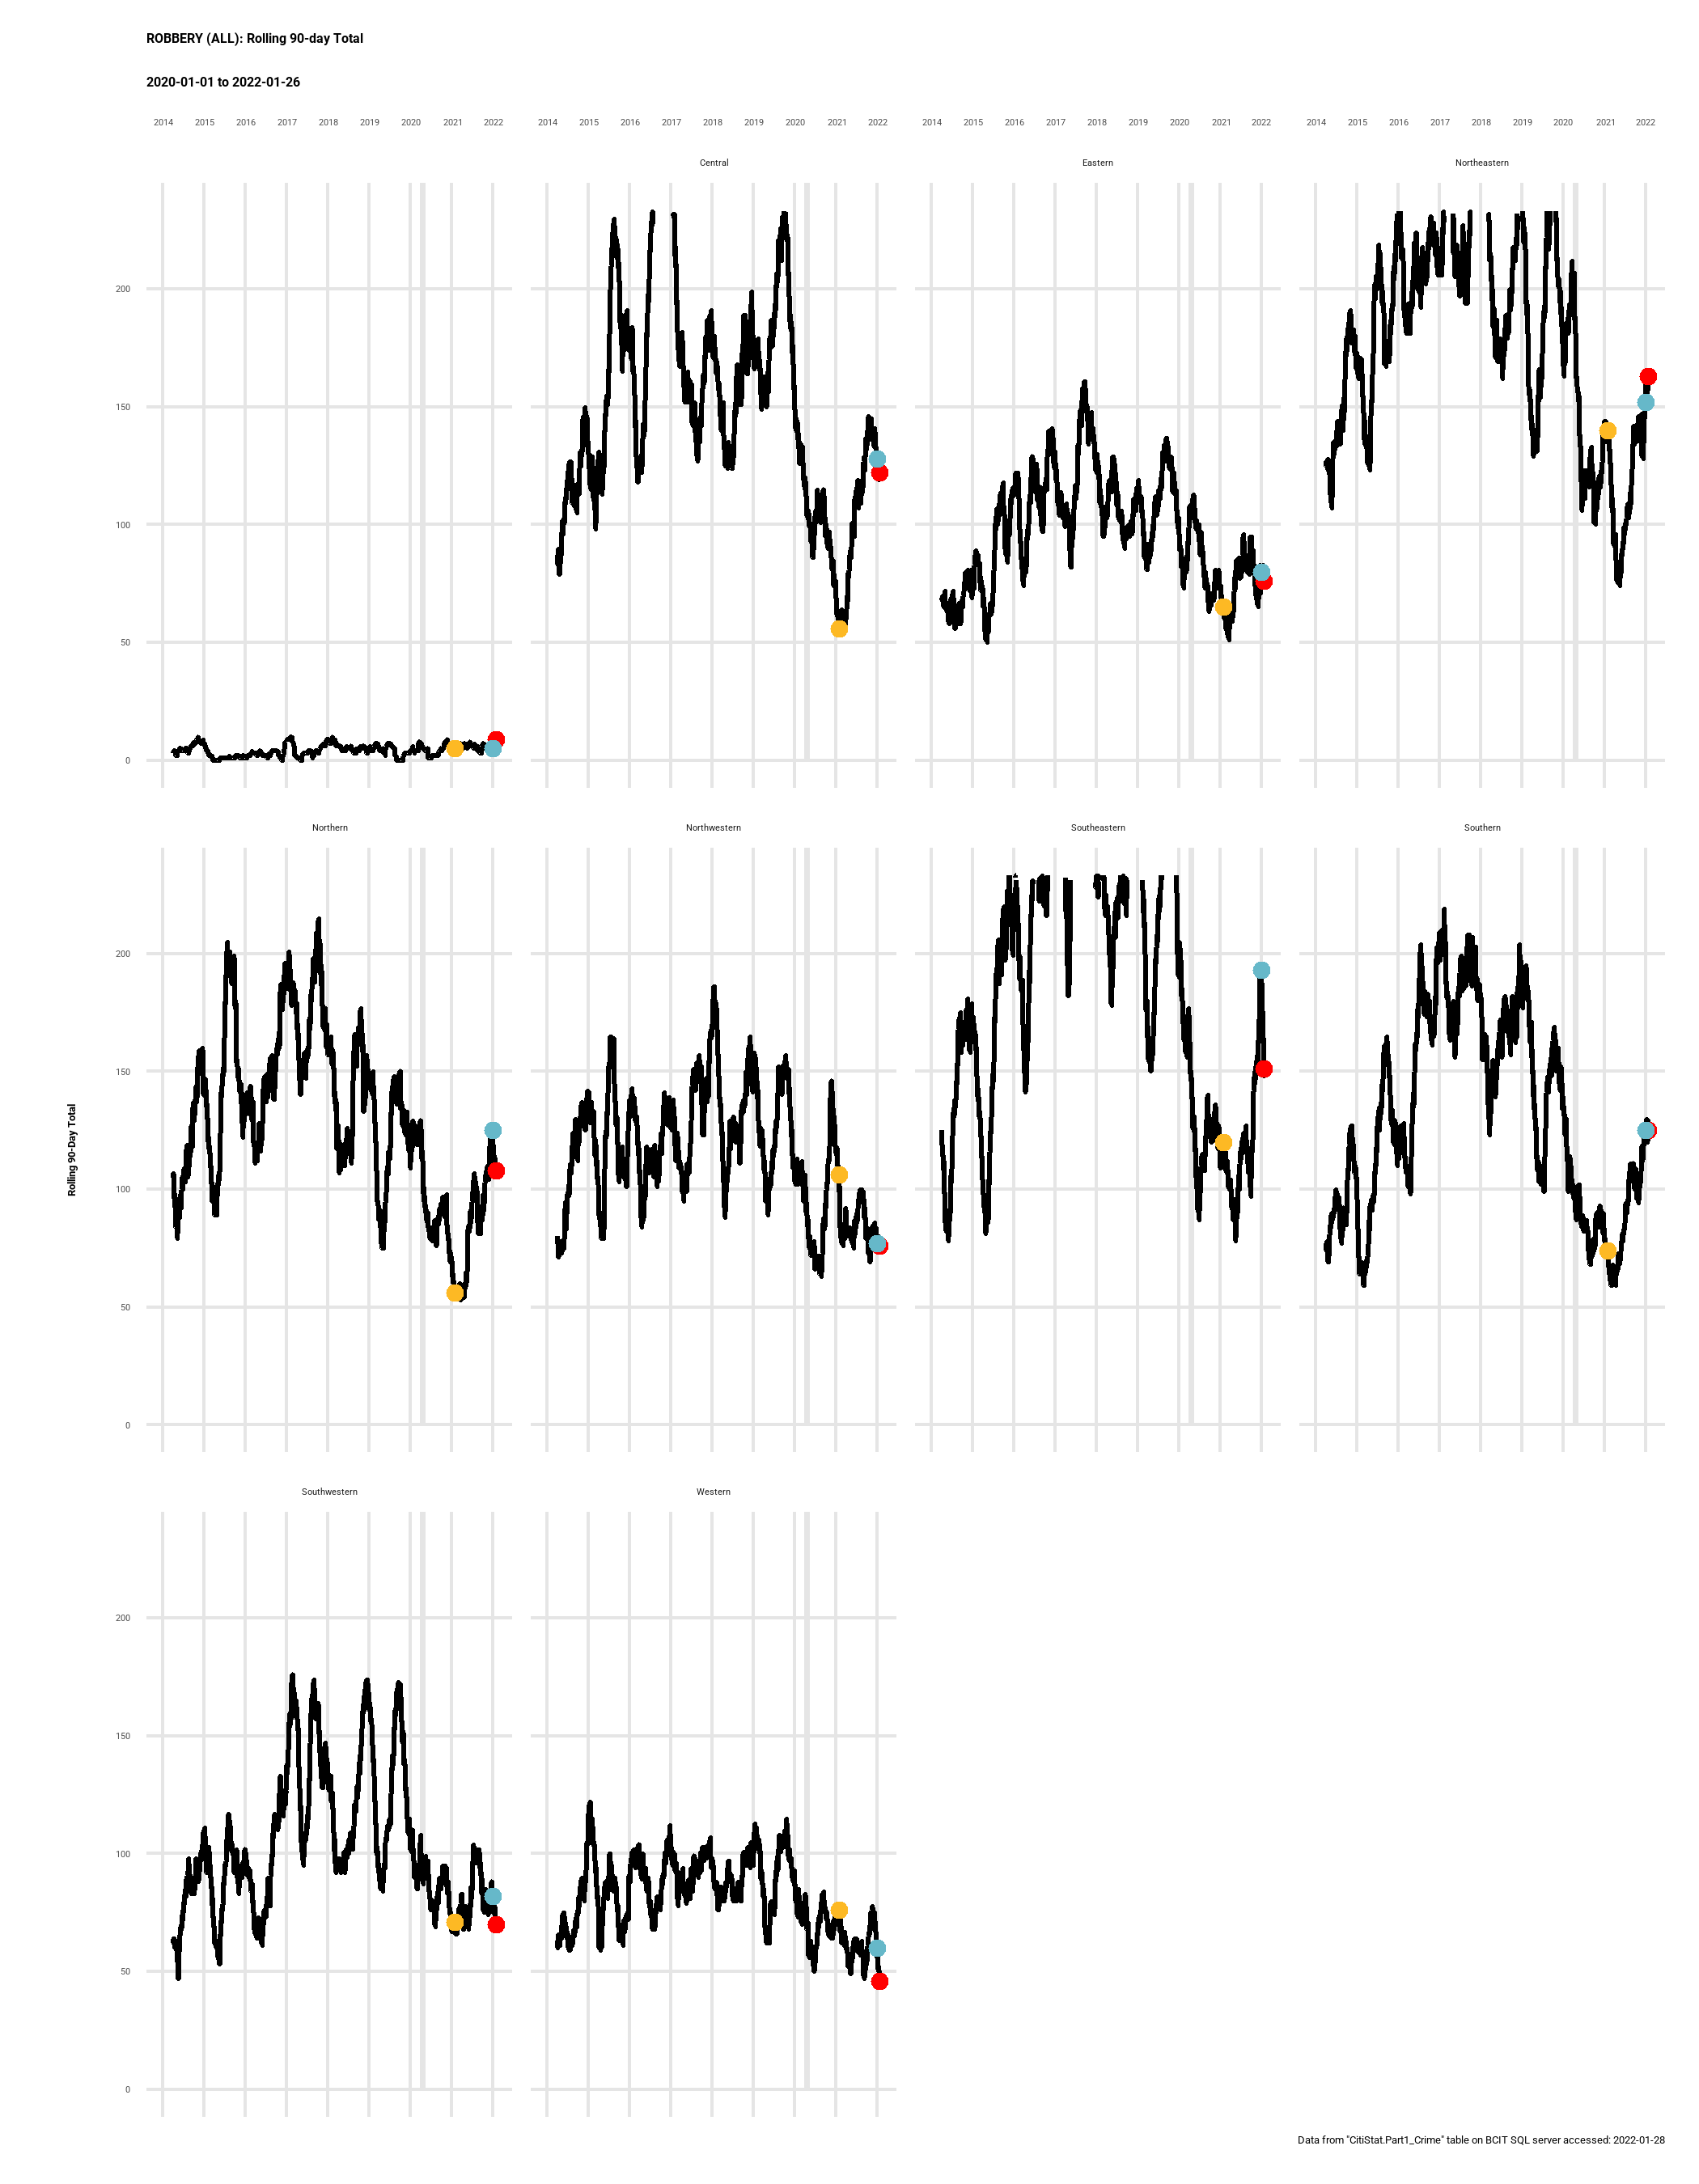 ROBBERY (ALL): Rolling 90-day Total
2020-01-01 to 2022-01-26
2014 2015 2016 2017 2018 2019 2020 2021 2022 2014 2015 2016 2017 2018 2019 2020 2021 2022 2014 2015 2016 2017 2018 2019 2020 2021 2022 2014 2015 2016 2017 2018 2019 2020 2021 2022
Central Eastern Northeastern
200
150
100
50
0
Northern Northwestern Southeastern Southern
200
150
100
50
0
Rolling 90-Day Total
Southwestern Western
200
150
100
50
0
Data from "CitiStat.Part1_Crime" table on BCIT SQL server accessed: 2022-01-28